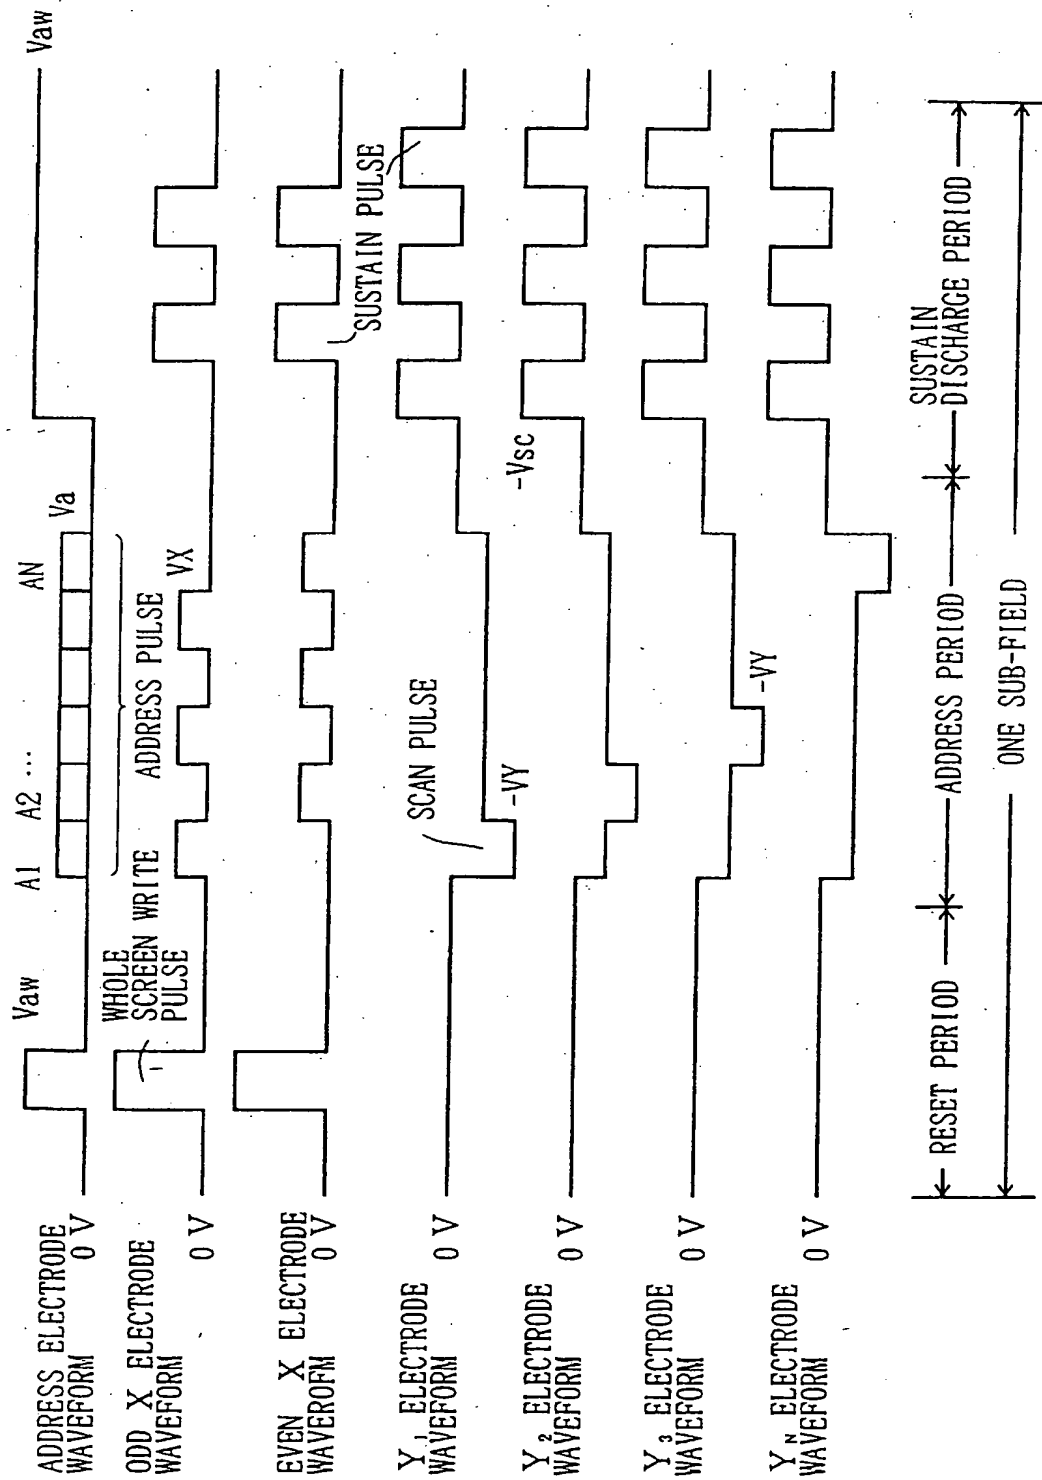 ADDRESS ELECTRODE
WAVEFORM
0 V
Vaw
A1
A2 ...
AN
Va
Vaw
ODD X ELECTRODE
WAVEFORM
0 V
WHOLE
SCREEN WRITE
PULSE
ADDRESS PULSE
VX
EVEN X ELECTRODE
WAVEROFM
0 V
SUSTAIN PULSE
Y1 ELECTRODE
WAVEFORM
0 V
SCAN PULSE
-VY
Y2 ELECTRODE
WAVEFORM
0 V
-Vsc
Y3 ELECTRODE
WAVEFORM
0 V
-VY
YN ELECTRODE
WAVEFORM
0 V
RESET PERIOD
ADDRESS PERIOD
SUSTAIN
DISCHARGE PERIOD
ONE SUB-FIELD